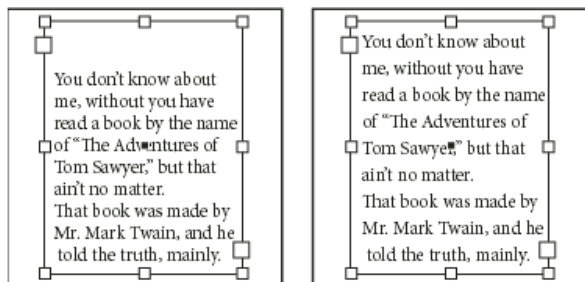 You don't know about
me, without you have
read a book by the name
of “The Adventures of
Tom Sawyer,” but that
ain't no matter.
That book was made by
Mr. Mark Twain, and he
told the truth, mainly.
You don't know about
me, without you have
read a book by the name
of “The Adventures of
Tom Sawyer,” but that
ain't no matter.
That book was made by
Mr. Mark Twain, and he
told the truth, mainly.